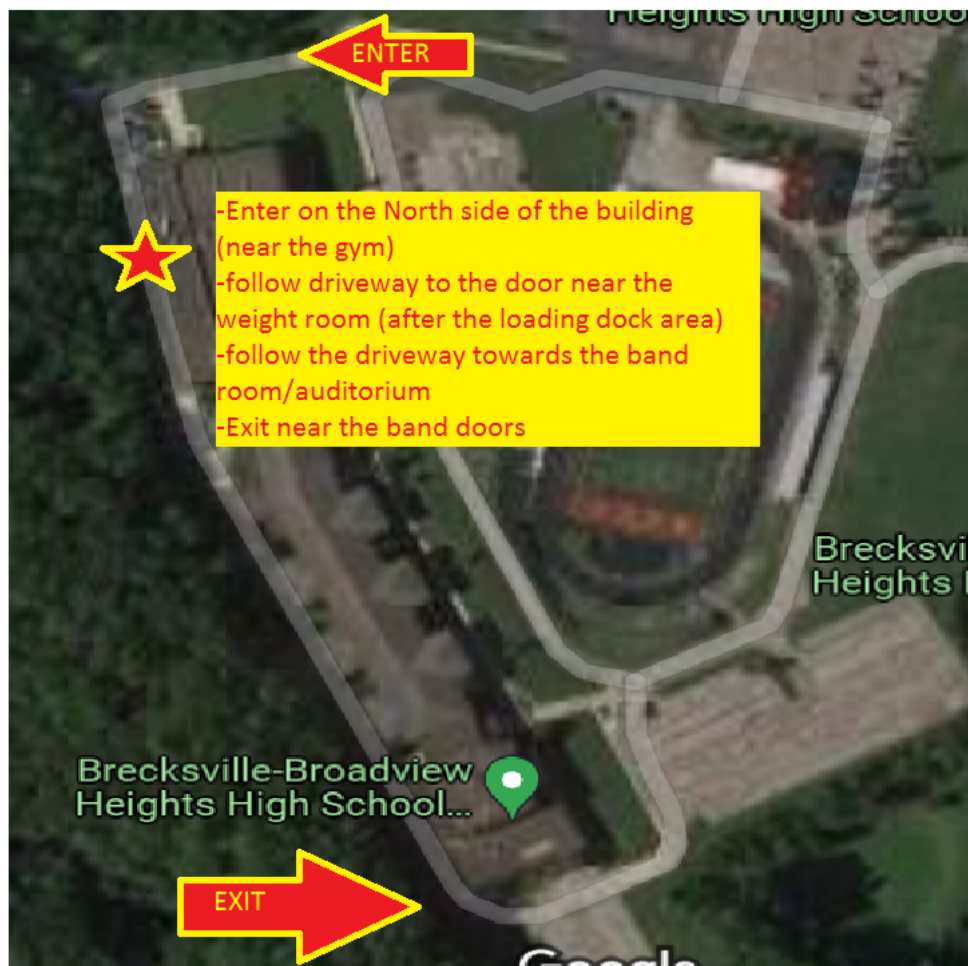 Heights High School
ENTER
-Enter on the North side of the building
(near the gym)
-follow driveway to the door near the
weight room (after the loading dock area)
-follow the driveway towards the band
room/auditorium
-Exit near the band doors
Heights
Brecksville-Broadview
Heights High School...
EXIT
Google